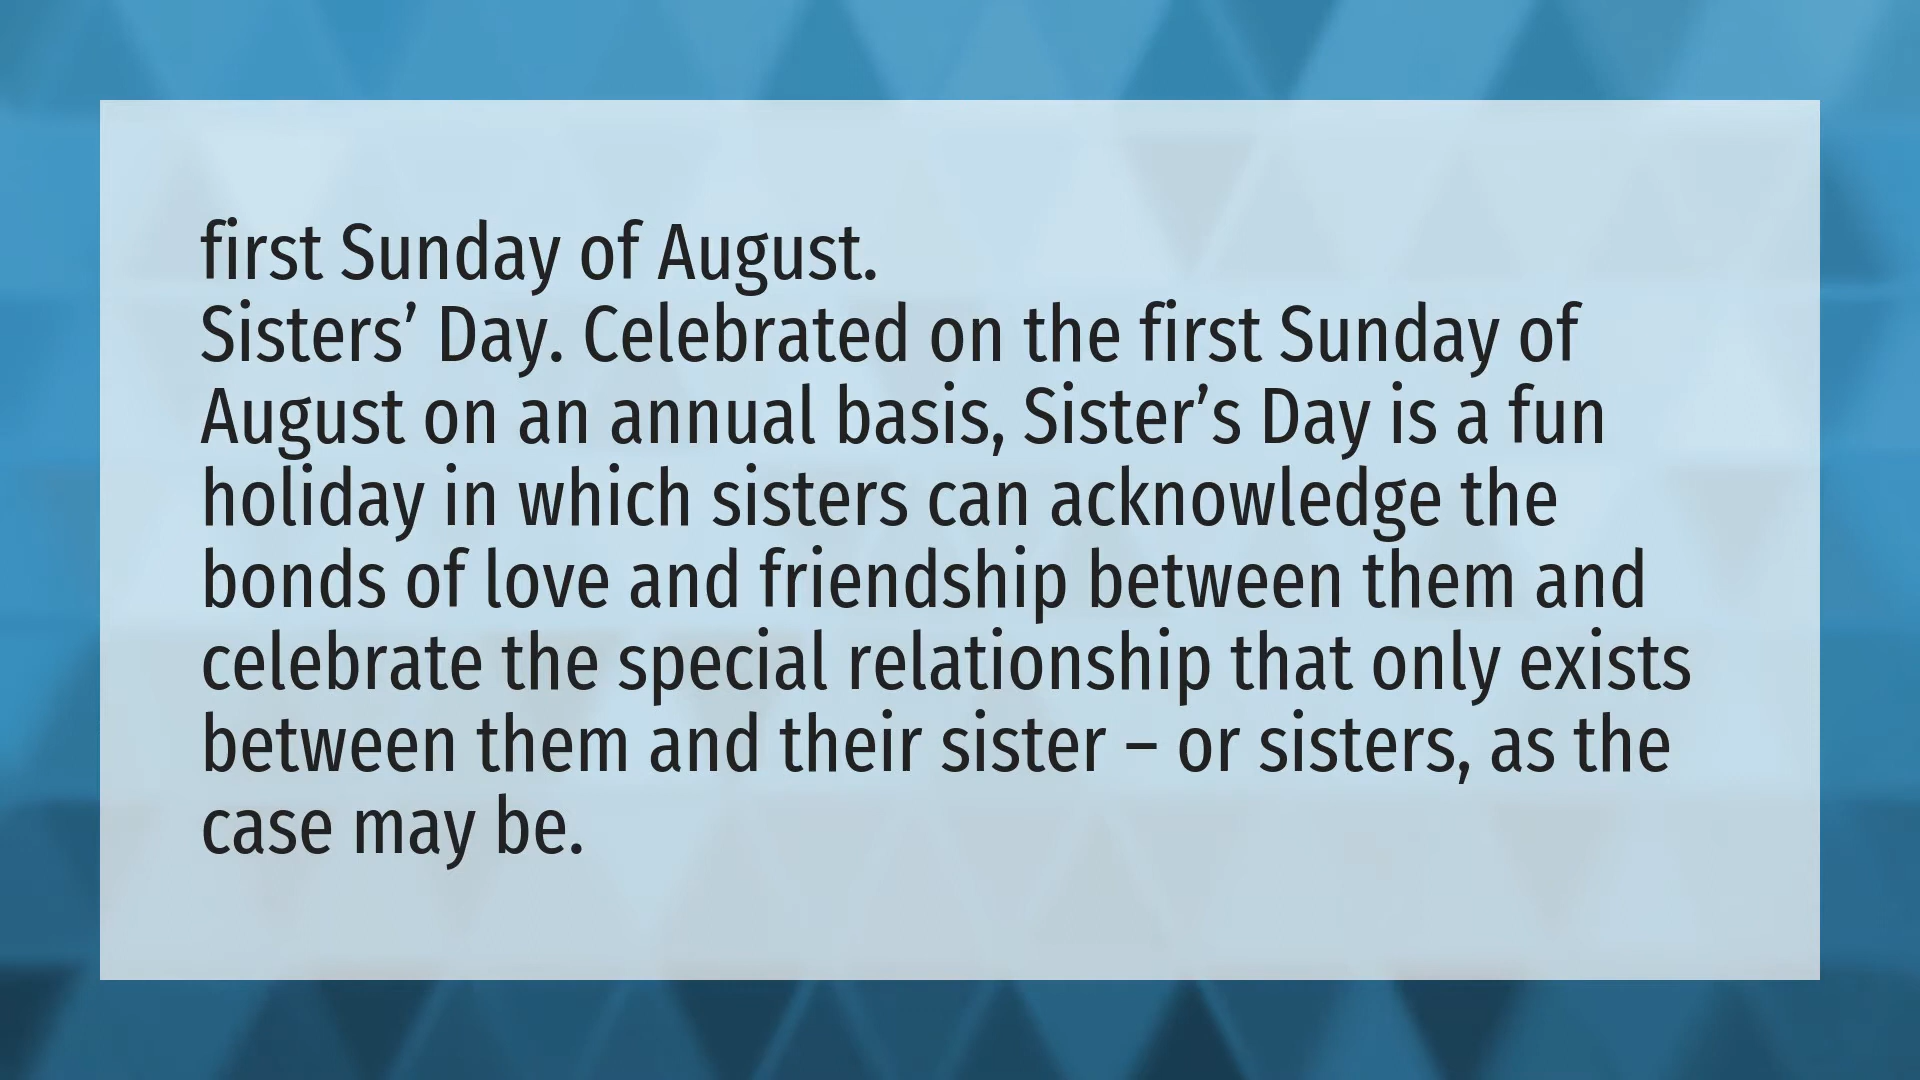 first Sunday of August.
Sisters’ Day. Celebrated on the first Sunday of
August on an annual basis, Sister’s Day is a fun
holiday in which sisters can acknowledge the
bonds of love and friendship between them and
celebrate the special relationship that only exists
between them and their sister – or sisters, as the
case may be.